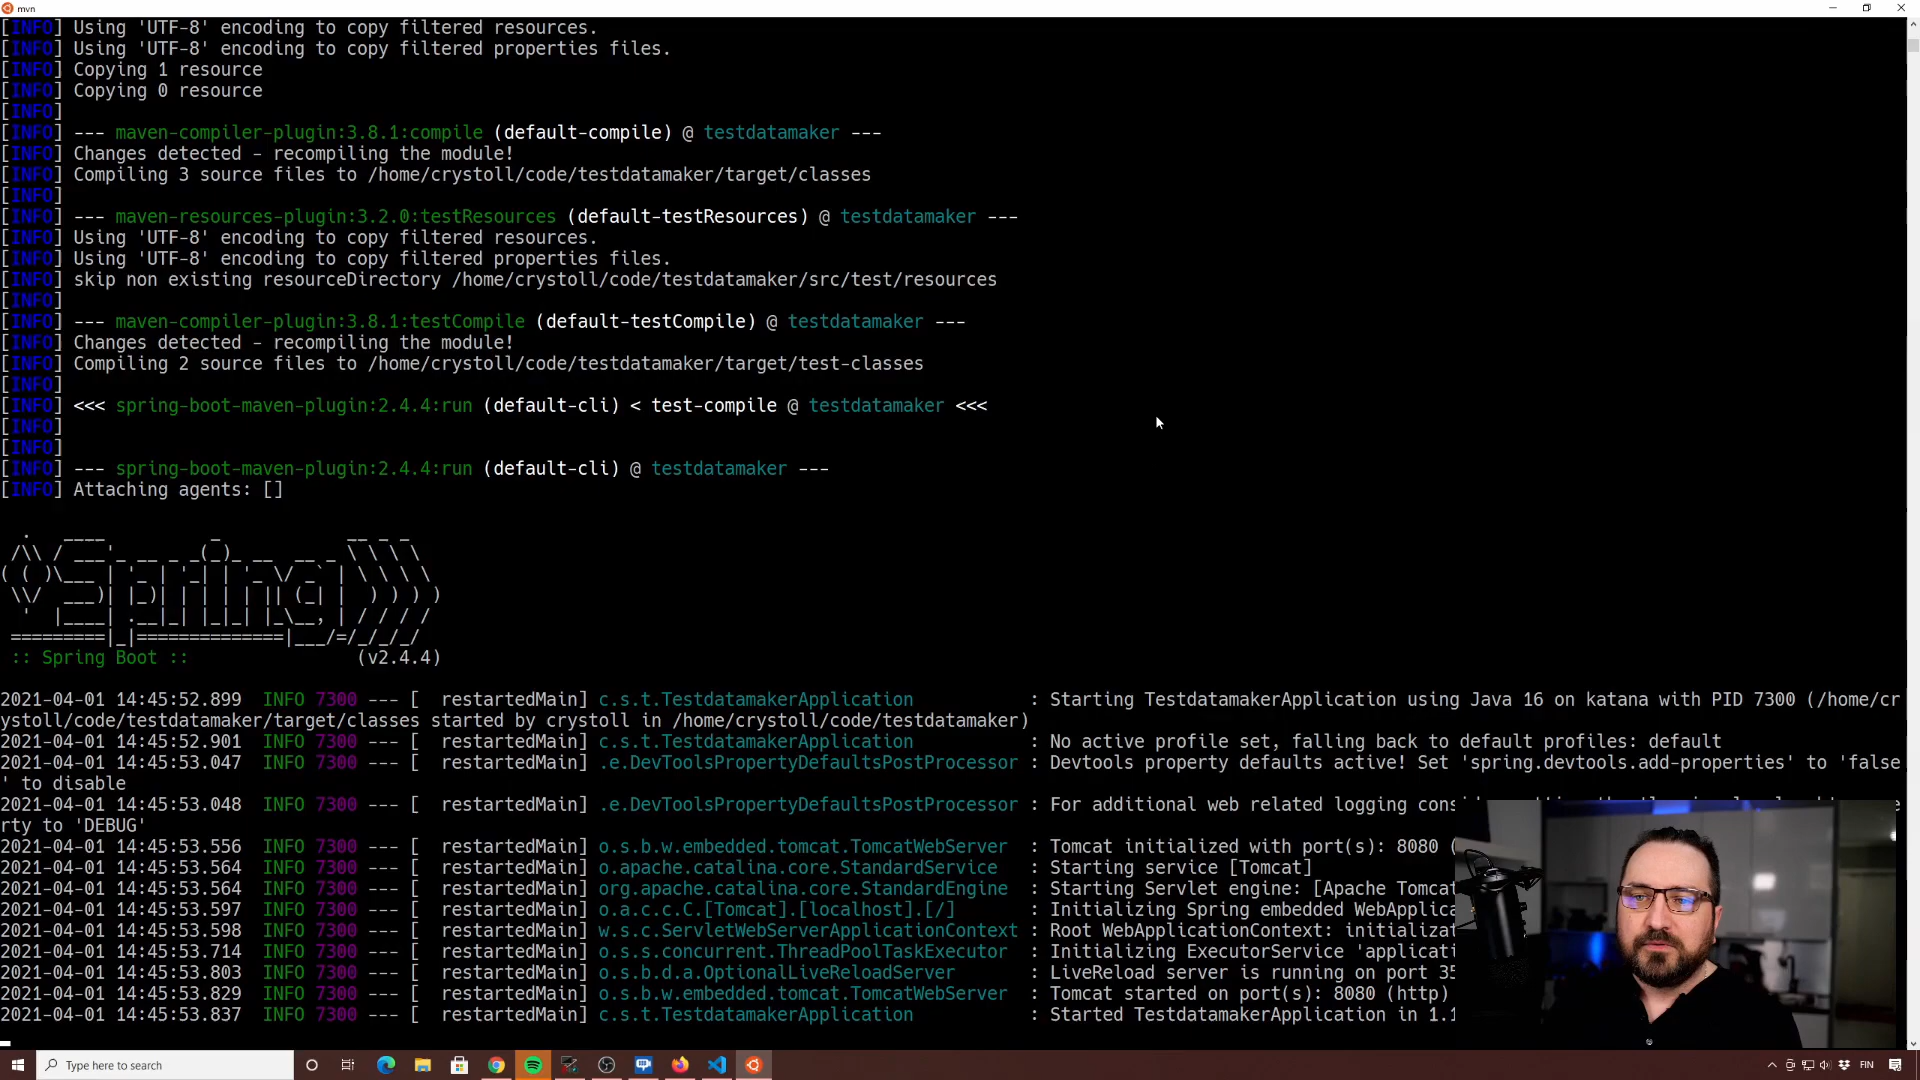 mvn
[INFO] Using 'UTF-8' encoding to copy filtered resources.
[INFO] Using 'UTF-8' encoding to copy filtered properties files.
[INFO] Copying 1 resource
[INFO] Copying 0 resource
[INFO]
[INFO] --- maven-compiler-plugin:3.8.1:compile (default-compile) @ testdatamaker ---
[INFO] Changes detected - recompiling the module!
[INFO] Compiling 3 source files to /home/crystoll/code/testdatamaker/target/classes
[INFO]
[INFO] --- maven-resources-plugin:3.2.0:testResources (default-testResources) @ testdatamaker ---
[INFO] Using 'UTF-8' encoding to copy filtered resources.
[INFO] Using 'UTF-8' encoding to copy filtered properties files.
[INFO] skip non existing resourceDirectory /home/crystoll/code/testdatamaker/src/test/resources
[INFO]
[INFO] --- maven-compiler-plugin:3.8.1:testCompile (default-testCompile) @ testdatamaker ---
[INFO] Changes detected - recompiling the module!
[INFO] Compiling 2 source files to /home/crystoll/code/testdatamaker/target/test-classes
[INFO]
[INFO] <<< spring-boot-maven-plugin:2.4.4:run (default-cli) < test-compile @ testdatamaker <<<
[INFO]
[INFO]
[INFO] --- spring-boot-maven-plugin:2.4.4:run (default-cli) @ testdatamaker ---
[INFO] Attaching agents: []
Spring
:: Spring Boot :: (v2.4.4)
2021-04-01 14:45:52.899 INFO 7300 --- [ restartedMain] c.s.t.TestdatamakerApplication : Starting TestdatamakerApplication using Java 16 on katana with PID 7300 (/home/cr
ystoll/code/testdatamaker/target/classes started by crystoll in /home/crystoll/code/testdatamaker)
2021-04-01 14:45:52.901 INFO 7300 --- [ restartedMain] c.s.t.TestdatamakerApplication : No active profile set, falling back to default profiles: default
2021-04-01 14:45:53.047 INFO 7300 --- [ restartedMain] .e.DevToolsPropertyDefaultsPostProcessor : Devtools property defaults active! Set 'spring.devtools.add-properties' to 'false
' to disable
2021-04-01 14:45:53.048 INFO 7300 --- [ restartedMain] .e.DevToolsPropertyDefaultsPostProcessor : For additional web related logging cons
rty to 'DEBUG'
2021-04-01 14:45:53.556 INFO 7300 --- [ restartedMain] o.s.b.w.embedded.tomcat.TomcatWebServer : Tomcat initialized with port(s): 8080 (
2021-04-01 14:45:53.564 INFO 7300 --- [ restartedMain] o.apache.catalina.core.StandardService : Starting service [Tomcat]
2021-04-01 14:45:53.564 INFO 7300 --- [ restartedMain] org.apache.catalina.core.StandardEngine : Starting Servlet engine: [Apache Tomcat
2021-04-01 14:45:53.597 INFO 7300 --- [ restartedMain] o.a.c.c.C.[Tomcat].[localhost].[/] : Initializing Spring embedded WebApplica
2021-04-01 14:45:53.598 INFO 7300 --- [ restartedMain] w.s.c.ServletWebServerApplicationContext : Root WebApplicationContext: initializat
2021-04-01 14:45:53.714 INFO 7300 --- [ restartedMain] o.s.s.concurrent.ThreadPoolTaskExecutor : Initializing ExecutorService 'applicati
2021-04-01 14:45:53.803 INFO 7300 --- [ restartedMain] o.s.b.d.a.OptionalLiveReloadServer : LiveReload server is running on port 35
2021-04-01 14:45:53.829 INFO 7300 --- [ restartedMain] o.s.b.w.embedded.tomcat.TomcatWebServer : Tomcat started on port(s): 8080 (http)
2021-04-01 14:45:53.837 INFO 7300 --- [ restartedMain] c.s.t.TestdatamakerApplication : Started TestdatamakerApplication in 1.1
Type here to search
FIN